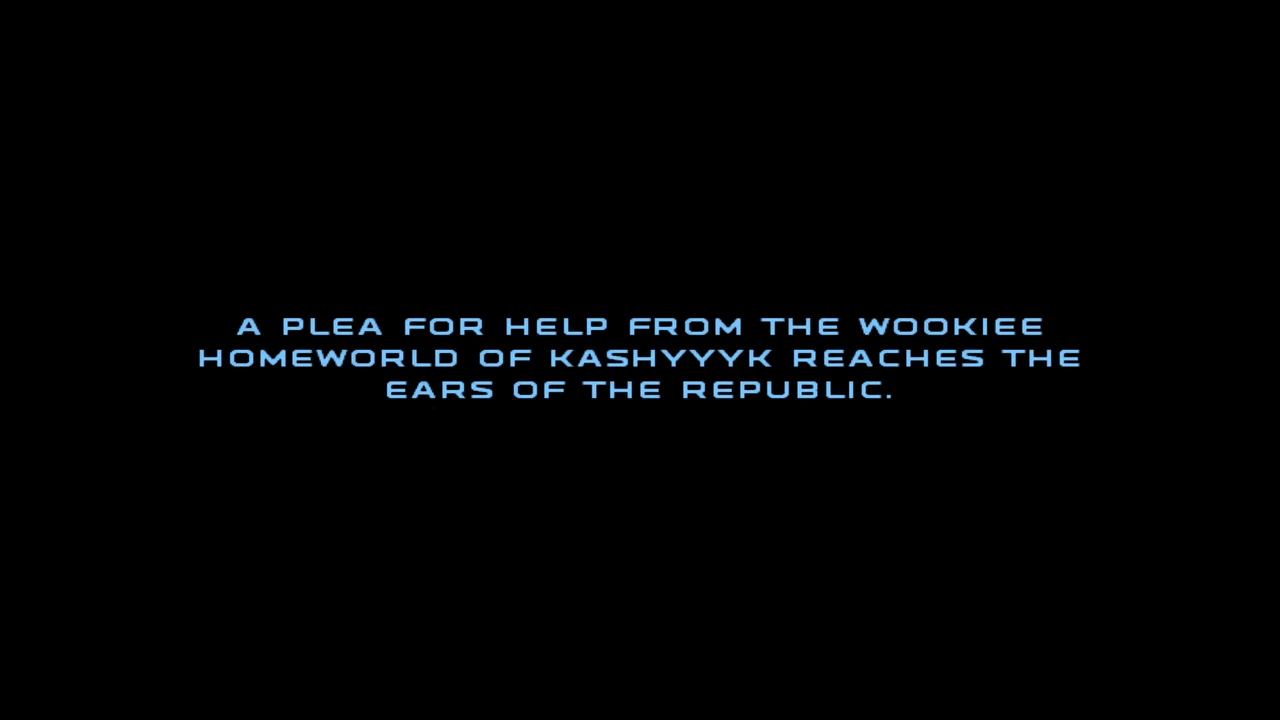 A PLEA FOR HELP FROM THE WOOKIEE
HOMEWORLD OF KASHYYYK REACHES THE
EARS OF THE REPUBLIC.